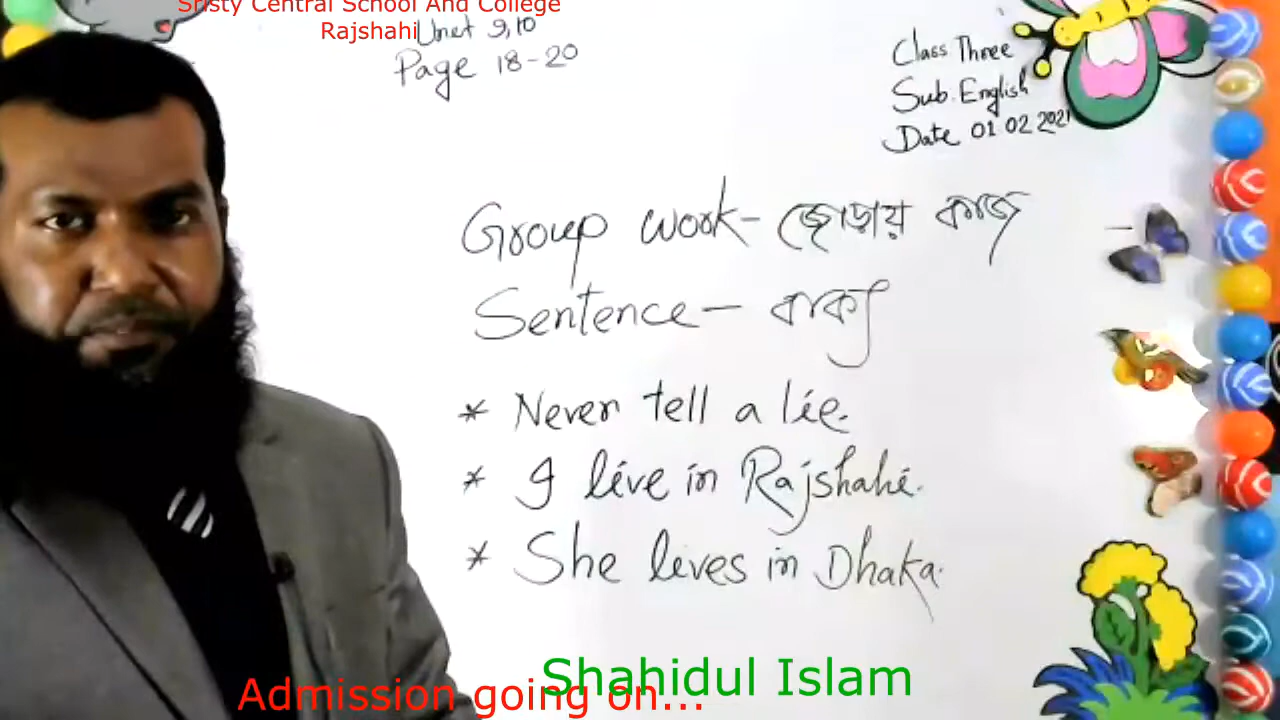 Sristy Central School And College
Rajshahi
Unet 9,10
Page 18-20
Class Three
Sub. English
Date 01 02 2021
Group work- জোড়ায় কাজ
Sentence - বাক্য
* Never tell a lie.
* I live in Rajshahi.
* She lives in Dhaka.
Shahidul Islam
Admission going on...